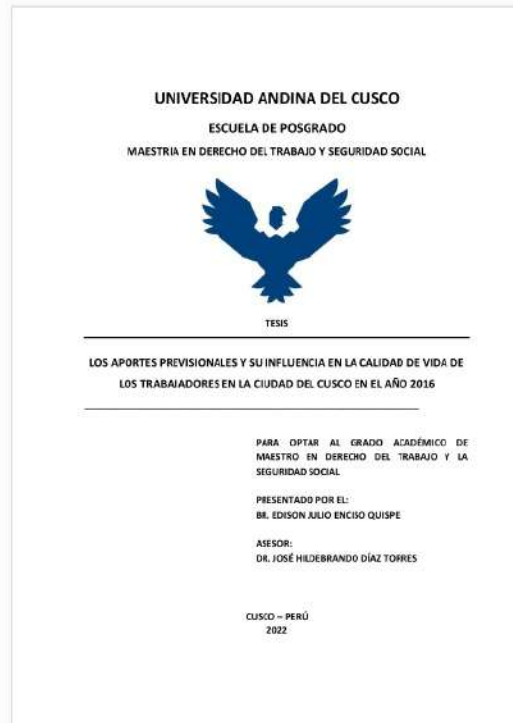 UNIVERSIDAD ANDINA DEL CUSCO
ESCUELA DE POSGRADO
MAESTRIA EN DERECHO DEL TRABAJO Y SEGURIDAD SOCIAL
TESIS
LOS APORTES PREVISIONALES Y SU INFLUENCIA EN LA CALIDAD DE VIDA DE
LOS TRABAJADORES EN LA CIUDAD DEL CUSCO EN EL AÑO 2016
PARA OPTAR AL GRADO ACADÉMICO DE
MAESTRO EN DERECHO DEL TRABAJO Y LA
SEGURIDAD SOCIAL
PRESENTADO POR EL:
BR. EDISON JULIO ENCISO QUISPE
ASESOR:
DR. JOSÉ HILDEBRANDO DÍAZ TORRES
CUSCO – PERÚ
2022